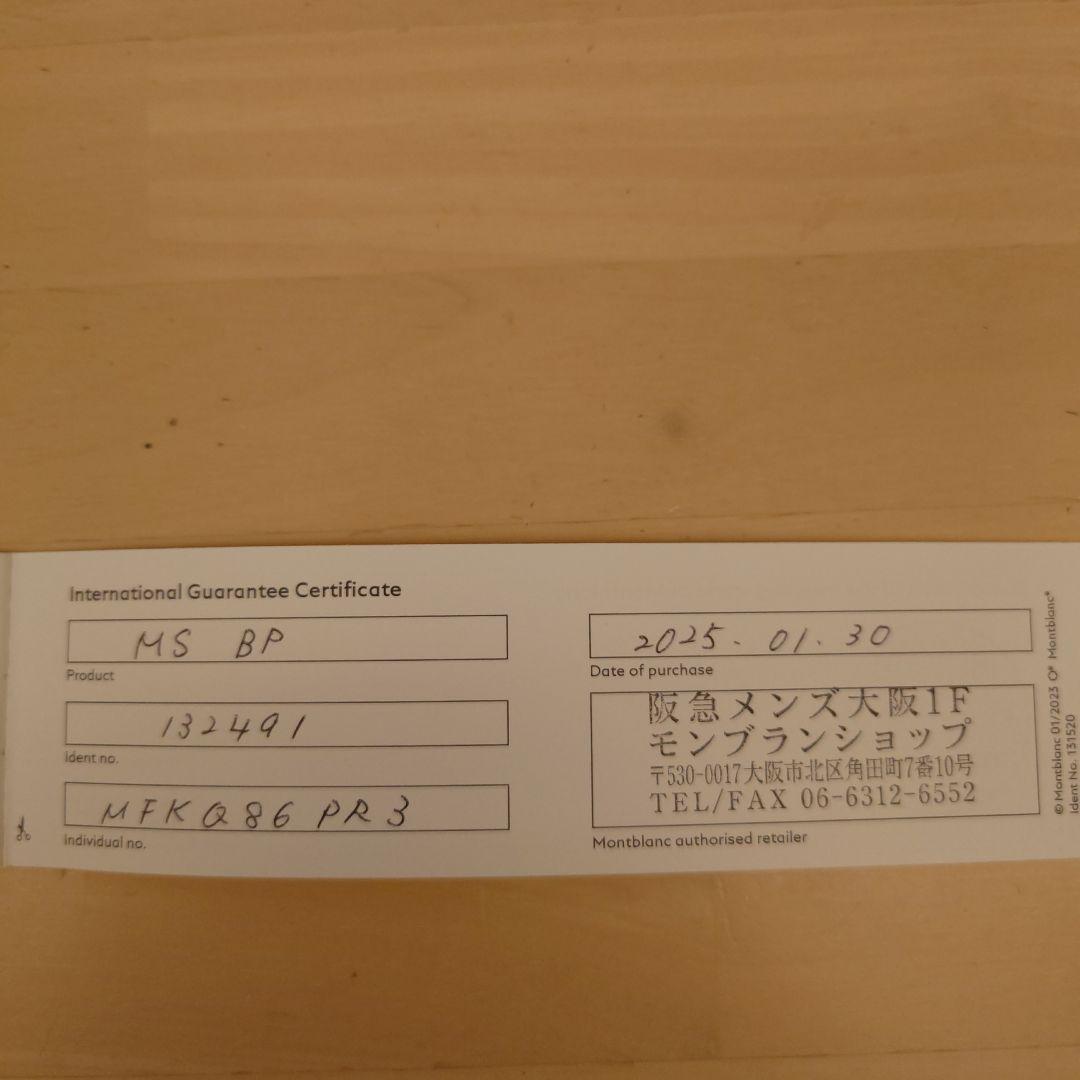 International Guarantee Certificate
MS BP
Product
132491
Ident no.
MFKQ86PR3
Individual no.
2025.01.30
Date of purchase
阪急メンズ大阪1F
モンブランショップ
〒530-0017大阪市北区角田町7番10号
TEL/FAX 06-6312-6552
Montblanc authorised retailer
© Montblanc 01/2023 Montblanc®
Ident No. 131520